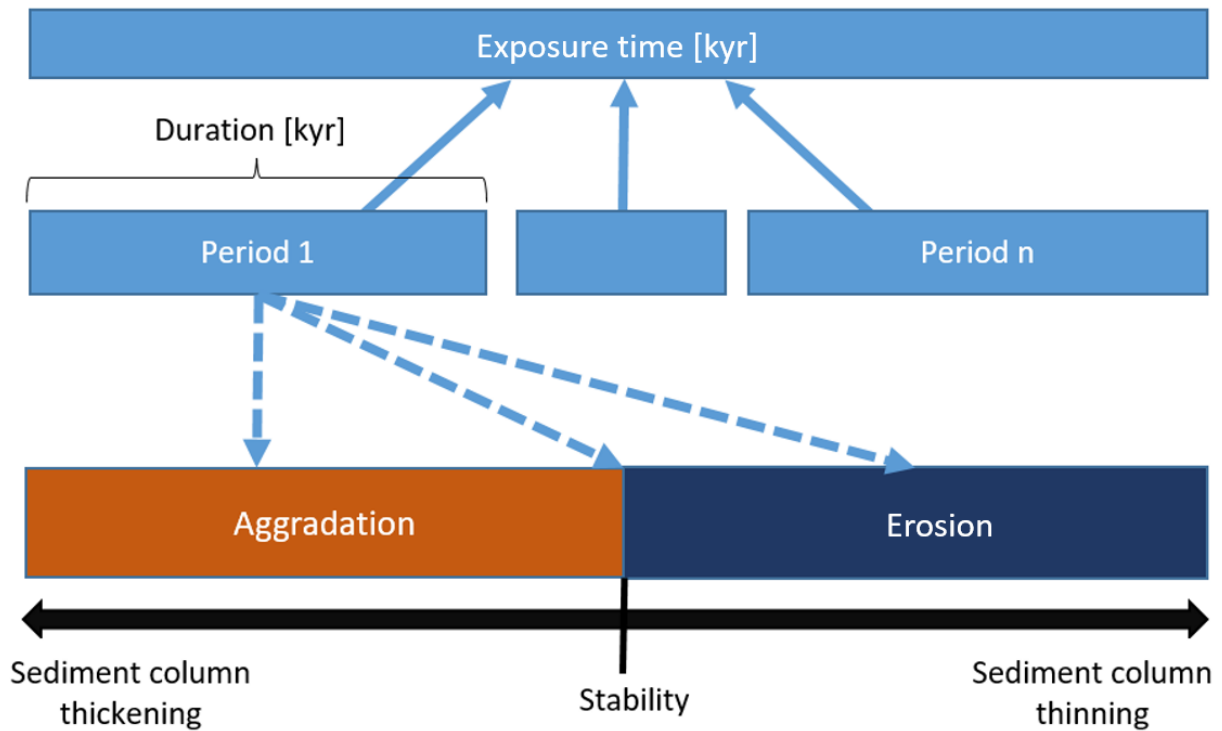 Exposure time [kyr]
Duration [kyr]
Period 1
Period n
Aggradation
Erosion
Sediment column
thickening
Stability
Sediment column
thinning